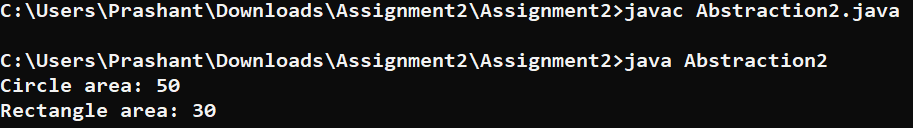 C:\Users\Prashant\Downloads\Assignment2\Assignment2>javac Abstraction2.java
C:\Users\Prashant\Downloads\Assignment2\Assignment2>java Abstraction2
Circle area: 50
Rectangle area: 30